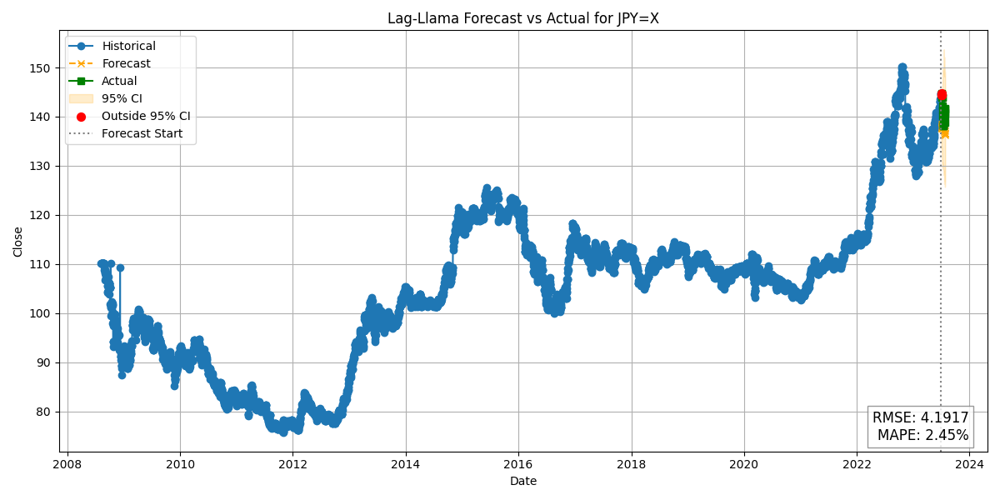 Lag-Llama Forecast vs Actual for JPY=X
Historical
Forecast
Actual
95% CI
Outside 95% CI
Forecast Start
Close
150
140
130
120
110
100
90
80
RMSE: 4.1917
MAPE: 2.45%
2008
2010
2012
2014
2016
2018
2020
2022
2024
Date